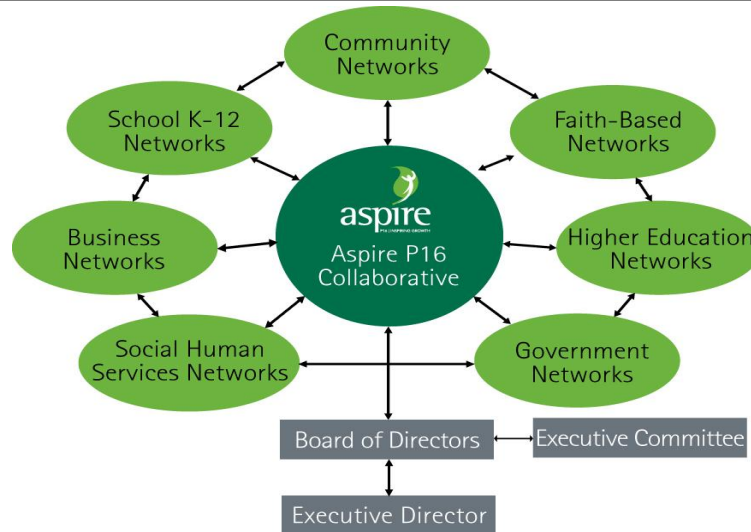 Community
Networks
School K-12
Networks
Faith-Based
Networks
aspire
Aspire P16
Collaborative
Business
Networks
Higher Education
Networks
Social Human
Services Networks
Government
Networks
Board of Directors
Executive Committee
Executive Director